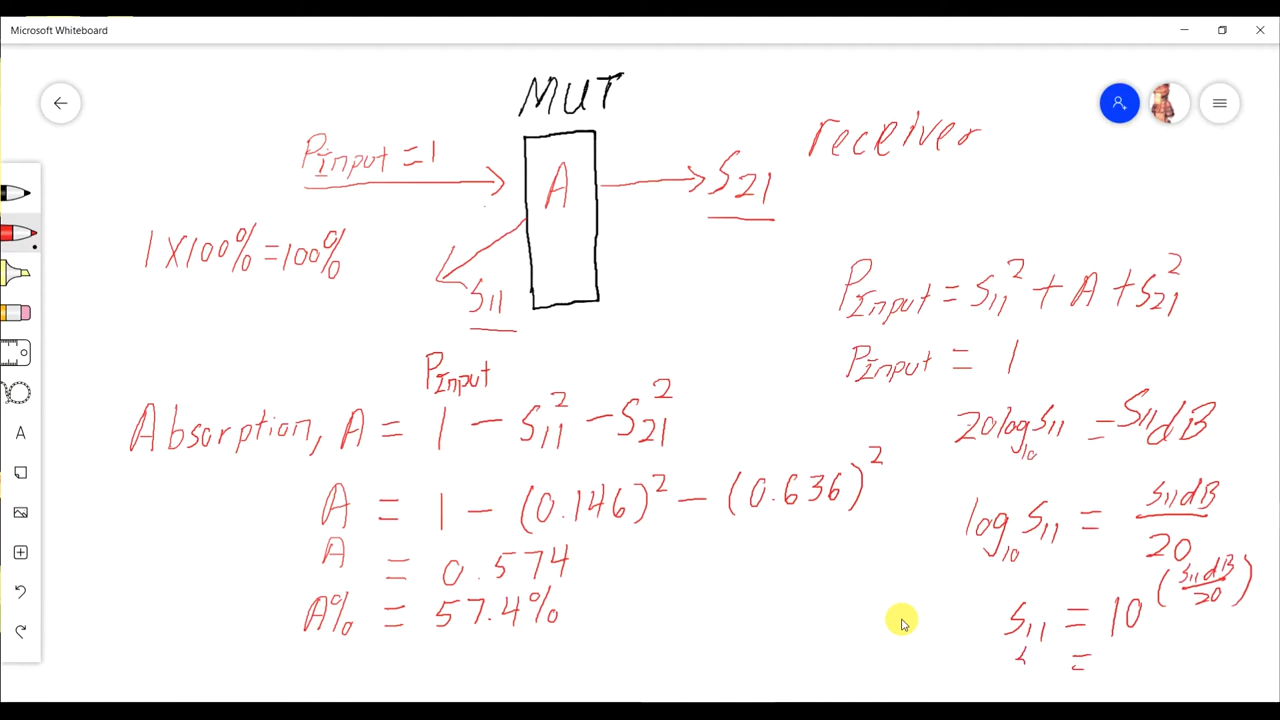 Microsoft Whiteboard
MUT
receiver
PInput = 1
A
S21
1 X 100% = 100%
S11
PInput = S11² + A + S21²
PInput = 1
PInput
Absorption, A = 1 - S11² - S21²
20log10 S11 = S11dB
A = 1 - (0.146)² - (0.636)²
log10 S11 = S11dB/20
A = 0.574
A% = 57.4%
S11 = 10^(S11dB/20)
=
A